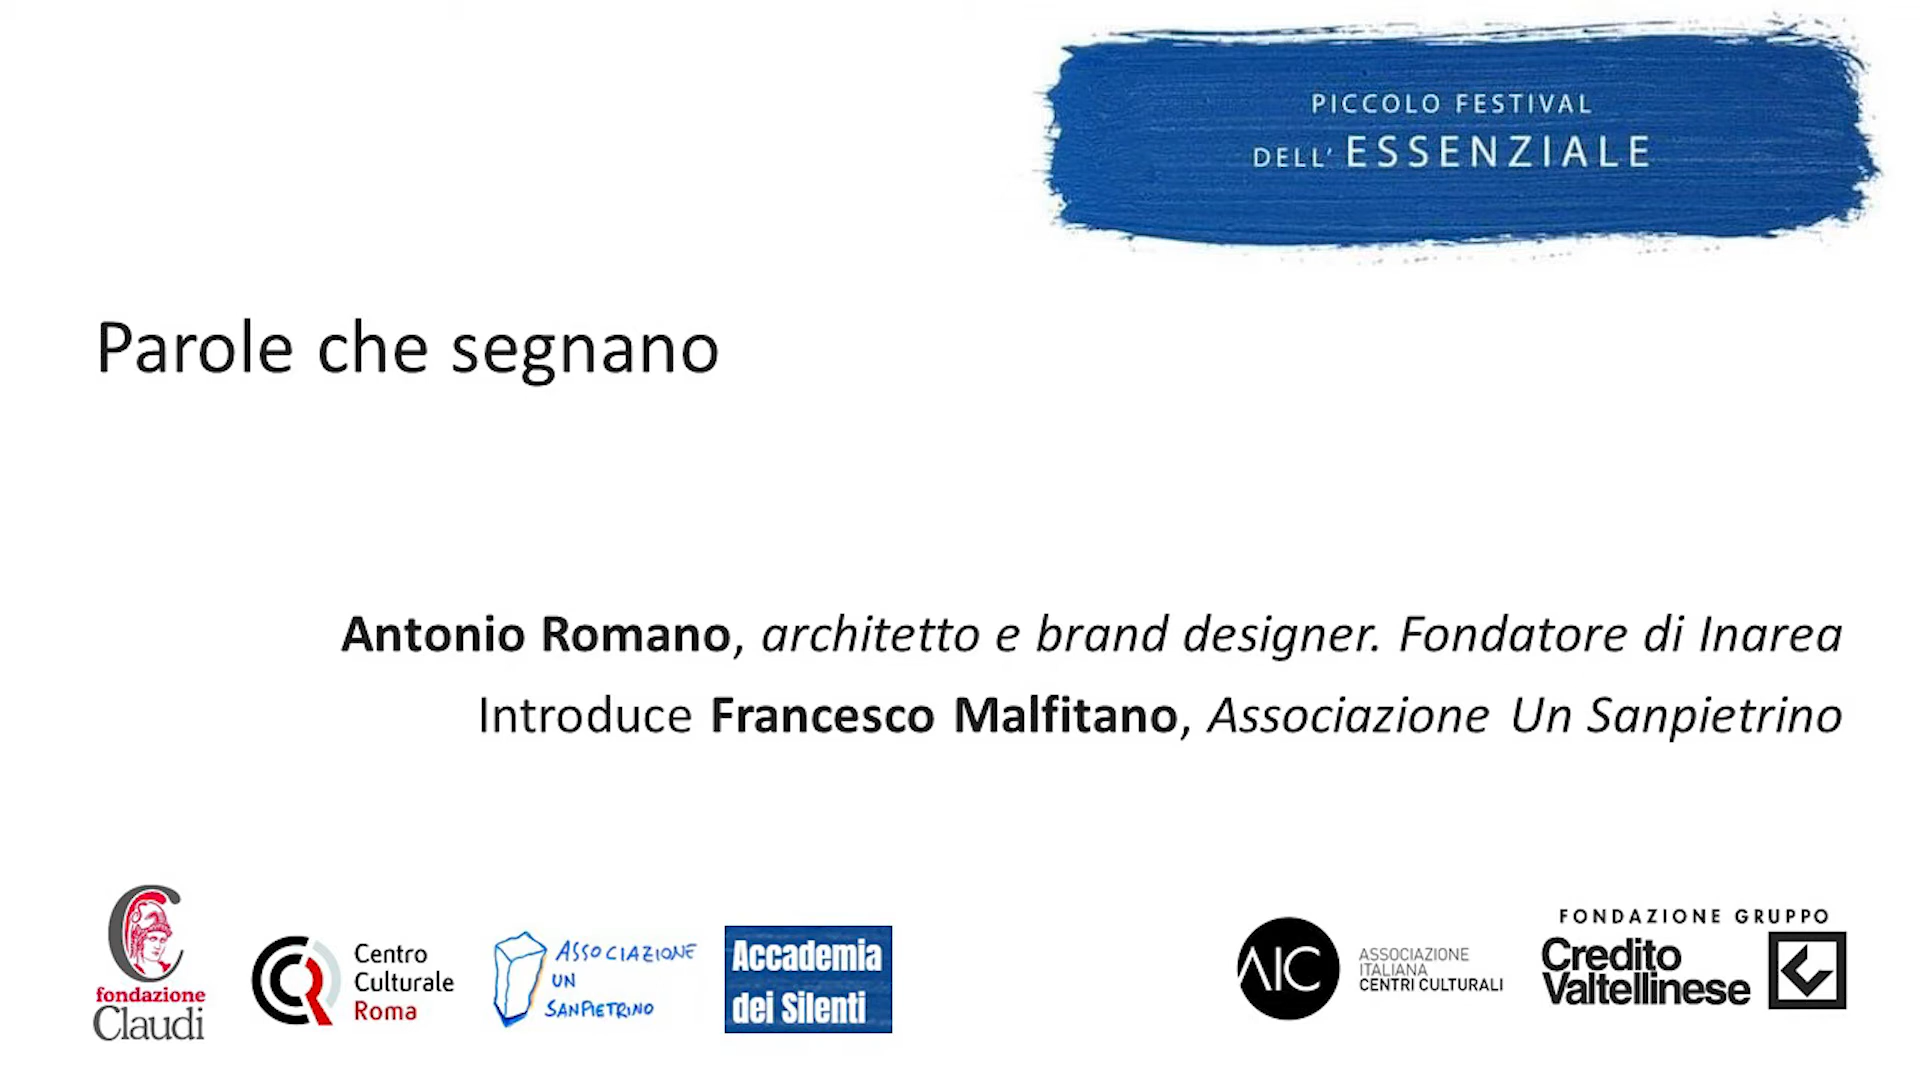 PICCOLO FESTIVAL
DELL' ESSENZIALE
Parole che segnano
Antonio Romano, architetto e brand designer. Fondatore di Inarea
Introduce Francesco Malfitano, Associazione Un Sanpietrino
fondazione
Claudi
Centro
Culturale
Roma
ASSOCIAZIONE
UN
SANPIETRINO
Accademia
dei Silenti
AIC
ASSOCIAZIONE
ITALIANA
CENTRI CULTURALI
FONDAZIONE GRUPPO
Credito
Valtellinese